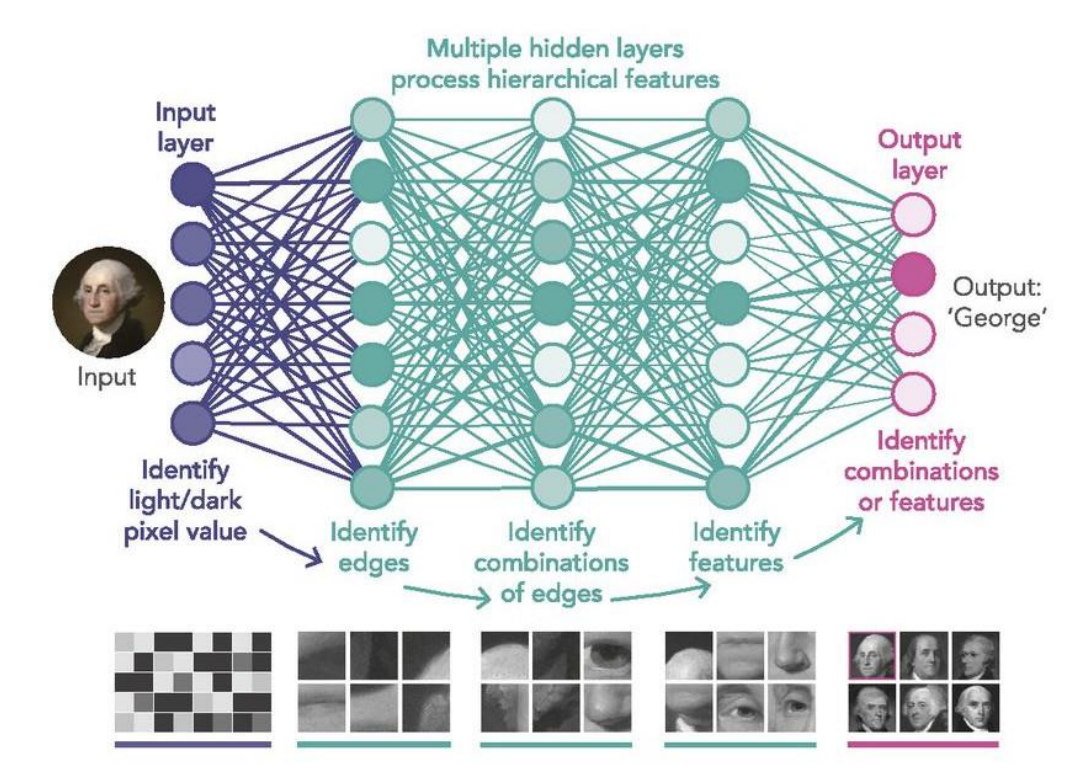 Multiple hidden layers
process hierarchical features
Input
layer
Output
layer
Input
Output:
‘George’
Identify
light/dark
pixel value
Identify
edges
Identify
combinations
of edges
Identify
features
Identify
combinations
or features